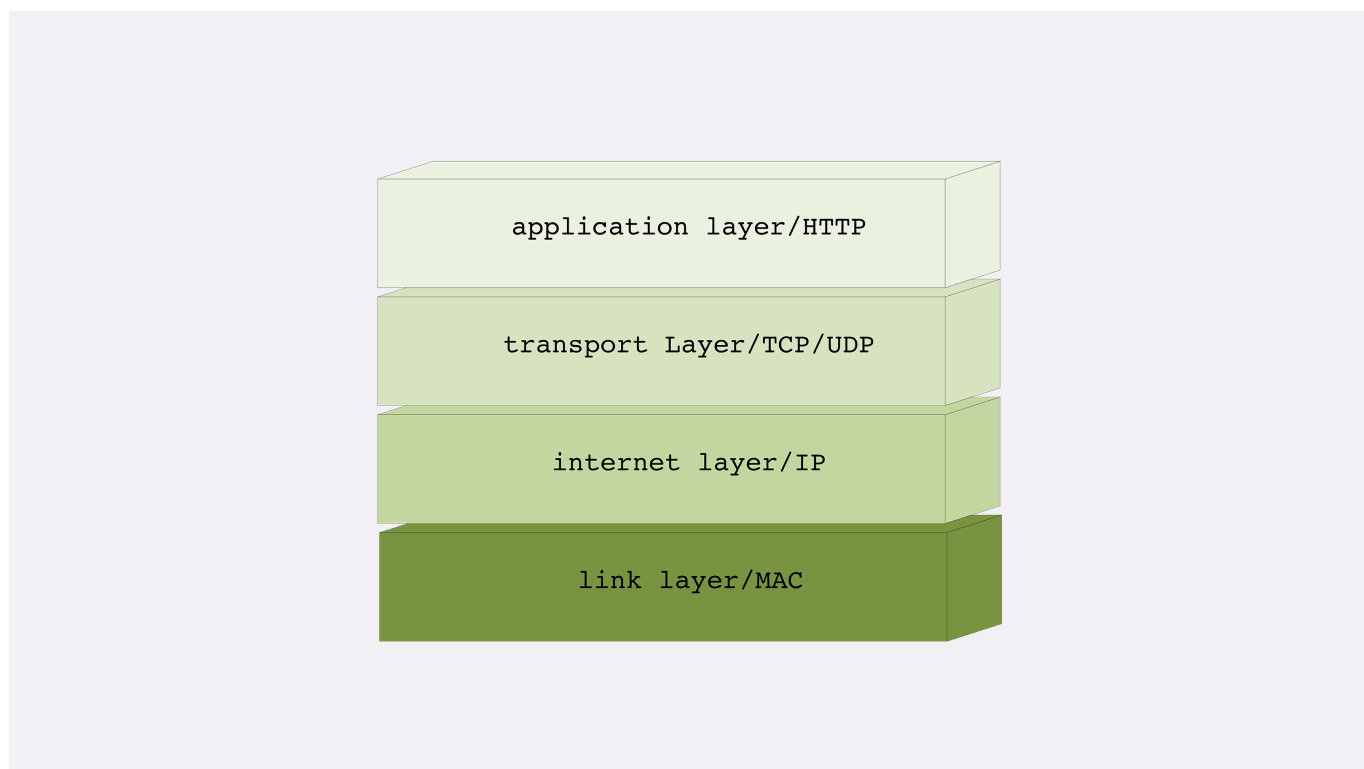 application layer/HTTP
transport Layer/TCP/UDP
internet layer/IP
link layer/MAC